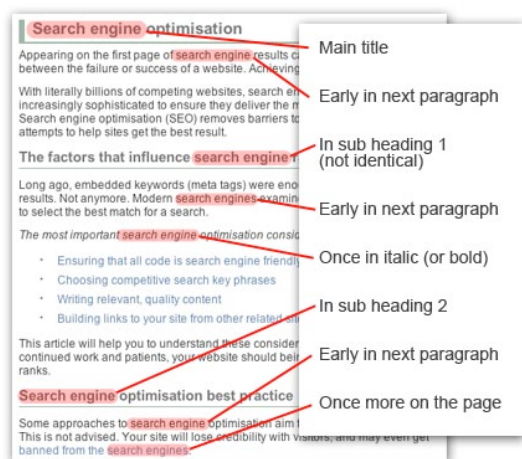 Search engine optimisation
Appearing on the first page of search engine results
between the failure or success of a website. Achieving
With literally billions of competing websites, search
increasingly sophisticated to ensure they deliver the
Search engine optimisation (SEO) removes barriers
attempts to help sites get the best result.
The factors that influence search engine
Long ago, embedded keywords (meta tags) were
results. Not anymore. Modern search engines
to select the best match for a search.
The most important search engine optimisation
• Ensuring that all code is search engine friendly
• Choosing competitive search key phrases
• Writing relevant, quality content
• Building links to your site from other related
This article will help you to understand these
continued work and patients, your website should
ranks.
Search engine optimisation best practice
Some approaches to search engine optimisation aim
This is not advised. Your site will lose credibility with visitors, and may even get
banned from the search engines.
Main title
Early in next paragraph
In sub heading 1
(not identical)
Early in next paragraph
Once in italic (or bold)
In sub heading 2
Early in next paragraph
Once more on the page